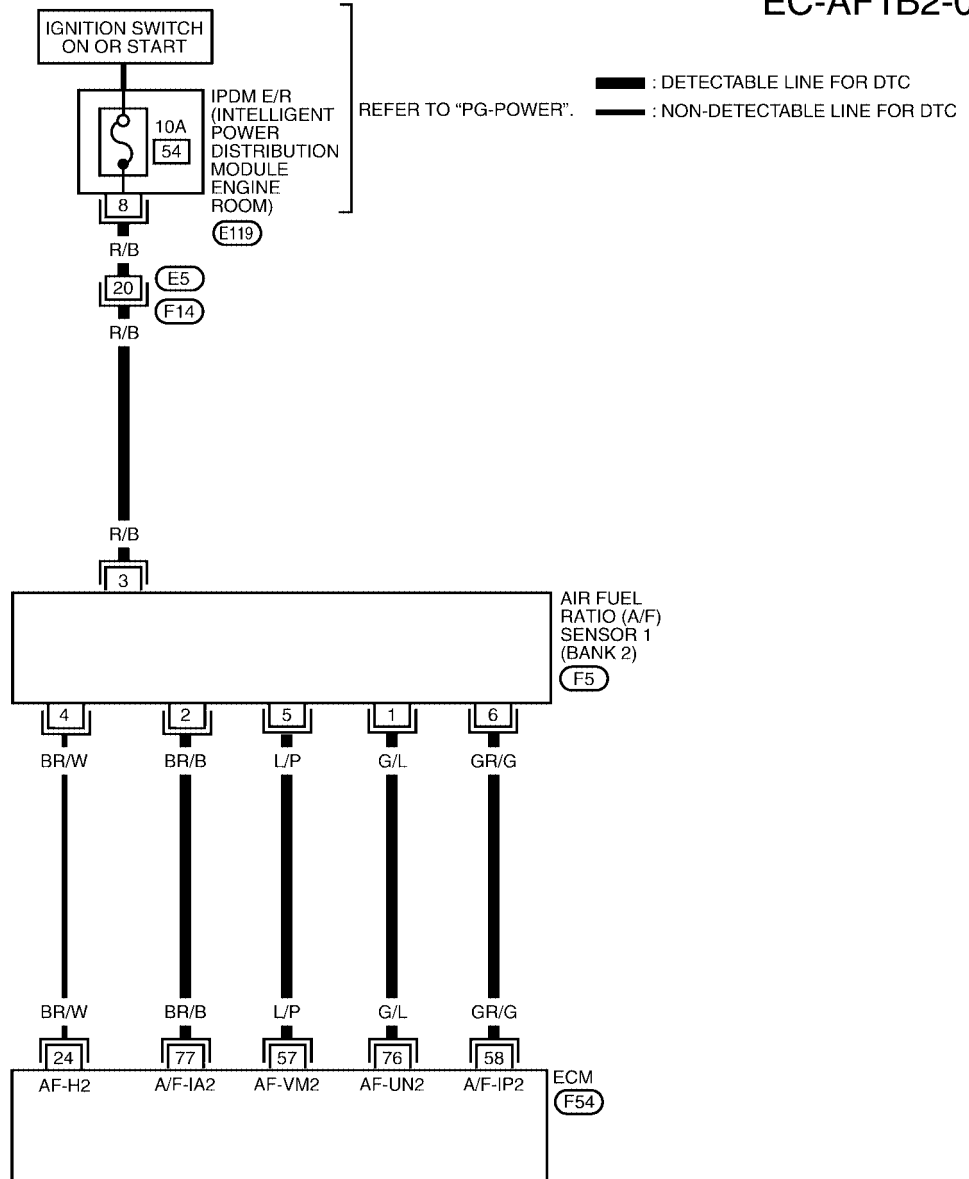 EC-AF1B2-0
IGNITION SWITCH
ON OR START
IPDM E/R
(INTELLIGENT
POWER
DISTRIBUTION
MODULE
ENGINE
ROOM)
10A
54
REFER TO “PG-POWER”.
: DETECTABLE LINE FOR DTC
: NON-DETECTABLE LINE FOR DTC
8
E119
R/B
20
E5
F14
R/B
R/B
3
AIR FUEL
RATIO (A/F)
SENSOR 1
(BANK 2)
F5
4 2 5 1 6
BR/W BR/B L/P G/L GR/G
BR/W BR/B L/P G/L GR/G
24 77 57 76 58
AF-H2 A/F-IA2 AF-VM2 AF-UN2 A/F-IP2
ECM
F54